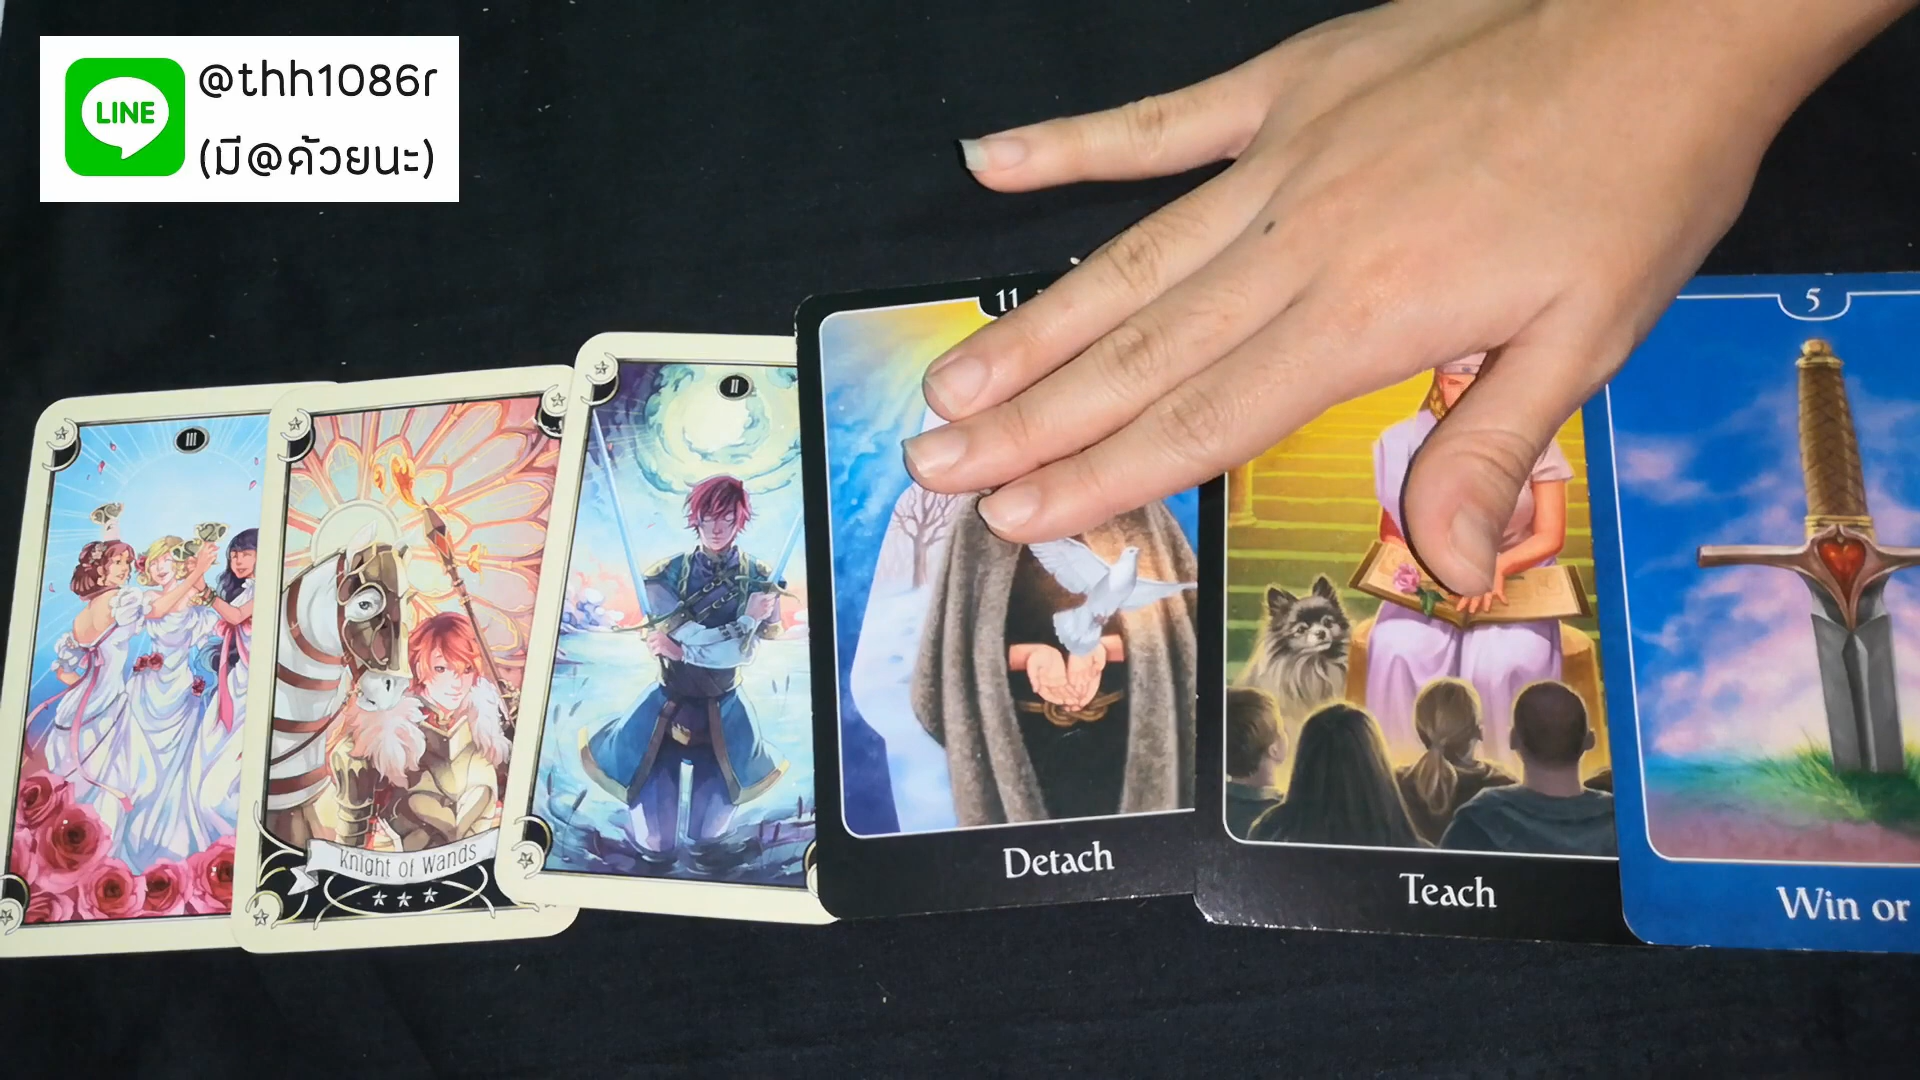 LINE
@thh1086r
(มี@ด้วยนะ)
III
Knight of Wands
II
11
Detach
Teach
5
Win or